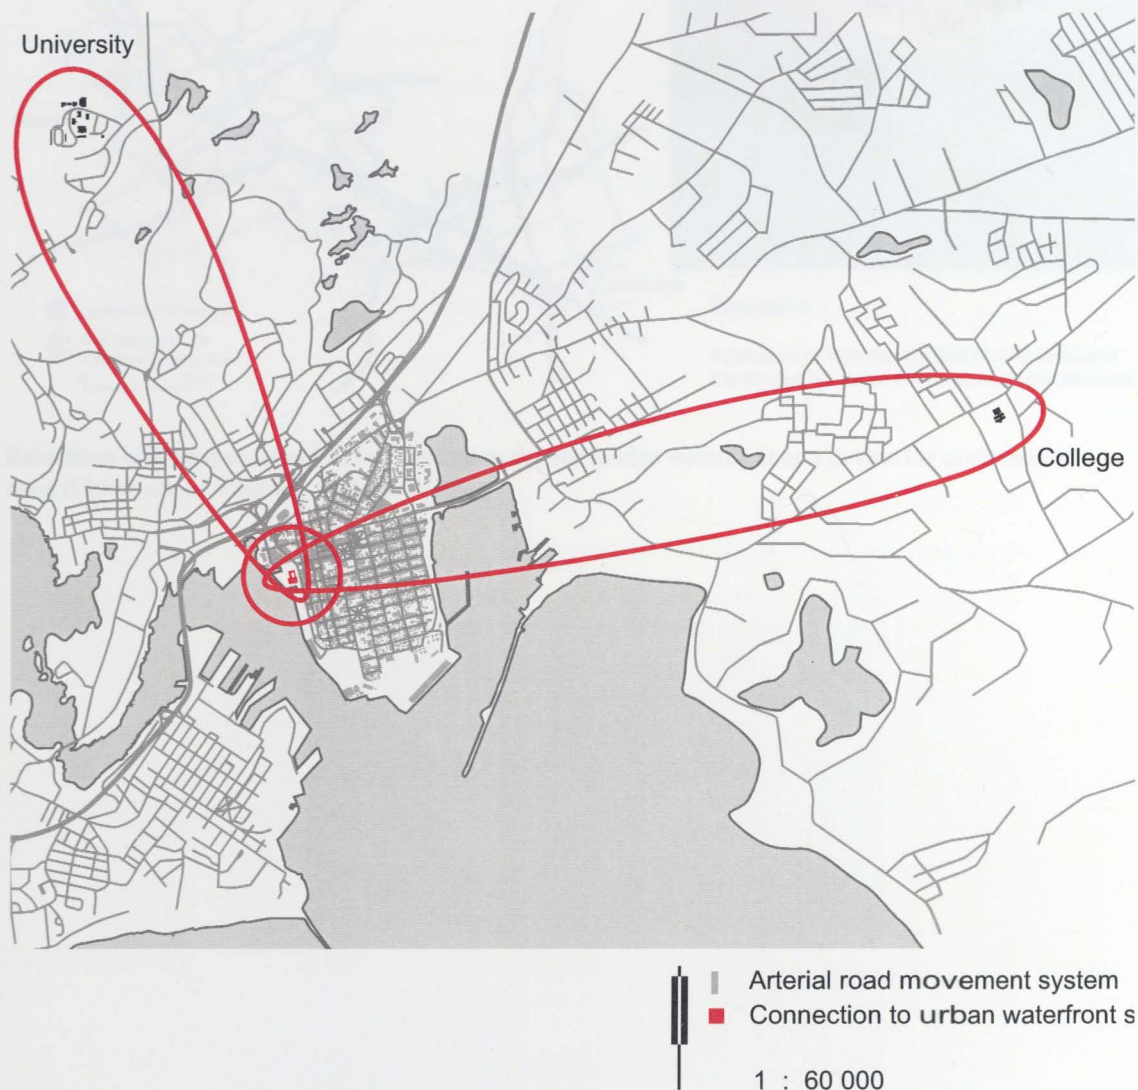 University
College
Arterial road movement system
Connection to urban waterfront s
1 : 60 000